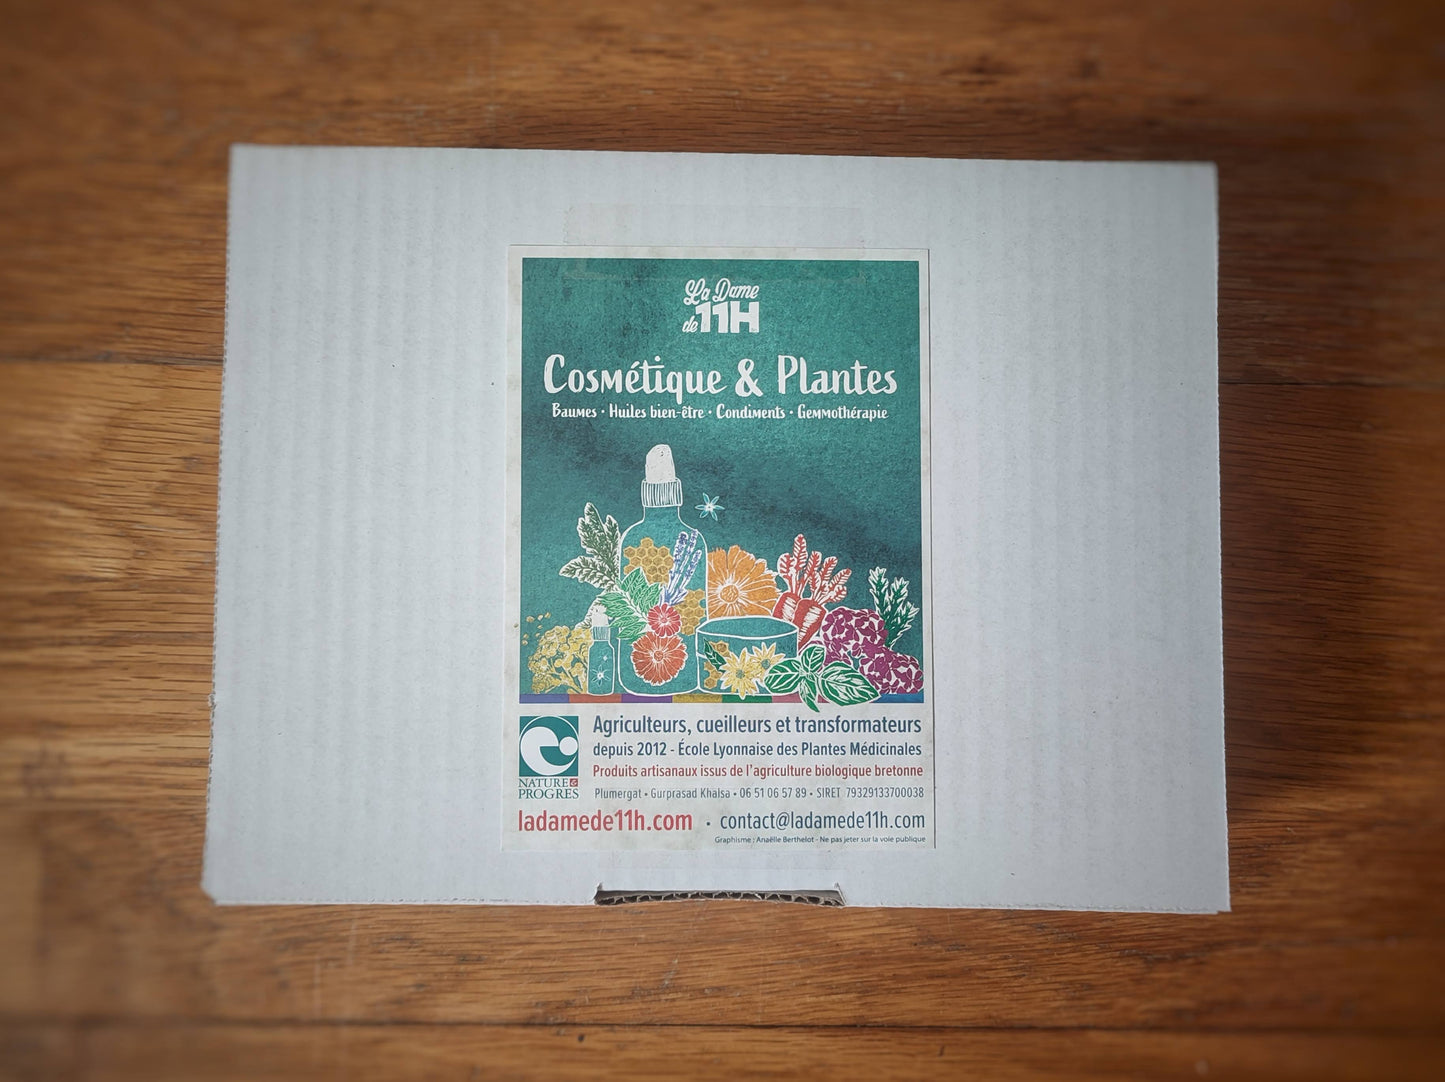 La Dame
de 11H
Cosmétique & Plantes
Baumes · Huiles bien-être · Condiments · Gemmothérapie
Agriculteurs, cueilleurs et transformateurs
depuis 2012 - École Lyonnaise des Plantes Médicinales
Produits artisanaux issus de l'agriculture biologique bretonne
NATURE &
PROGRES
Plumergat • Gurprasad Khalsa • 06 51 06 57 89 • SIRET 79329133700038
ladamede11h.com · contact@ladamede11h.com
Graphisme : Anaëlle Berthelot - Ne pas jeter sur la voie publique